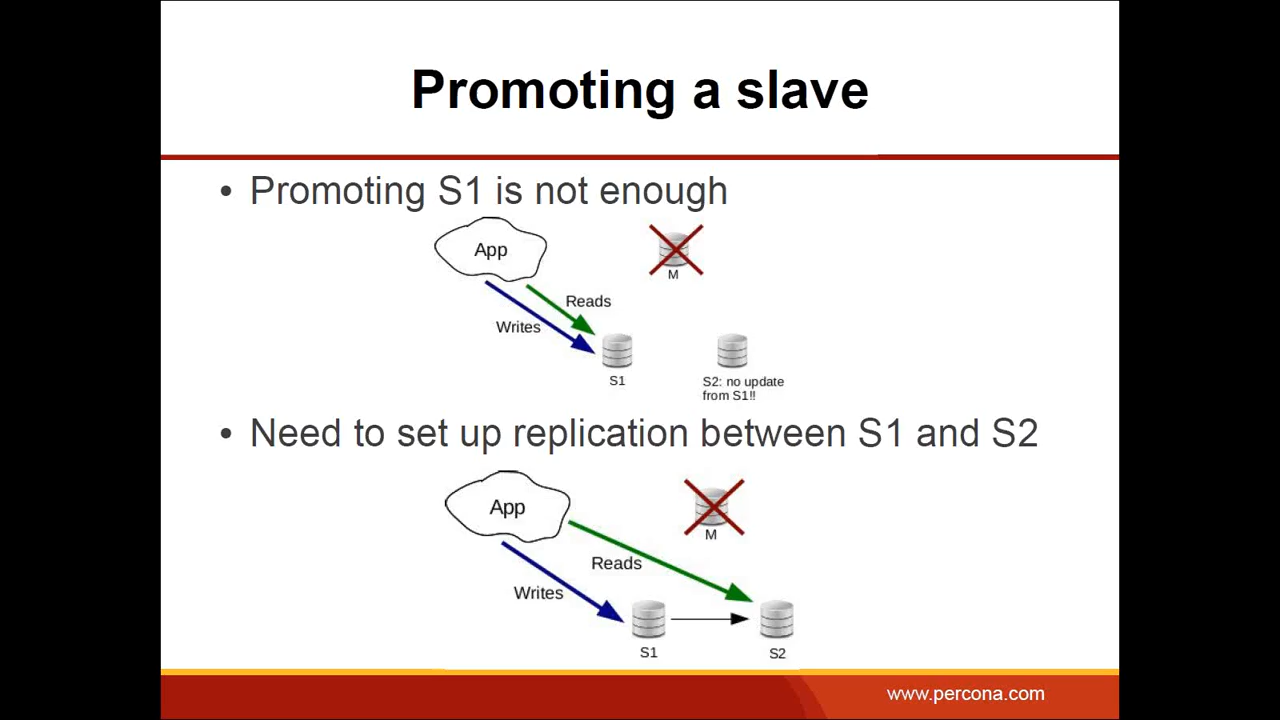 Promoting a slave
• Promoting S1 is not enough
App
M
Reads
Writes
S1
S2: no update
from S1!!
• Need to set up replication between S1 and S2
App
M
Reads
Writes
S1
S2
www.percona.com